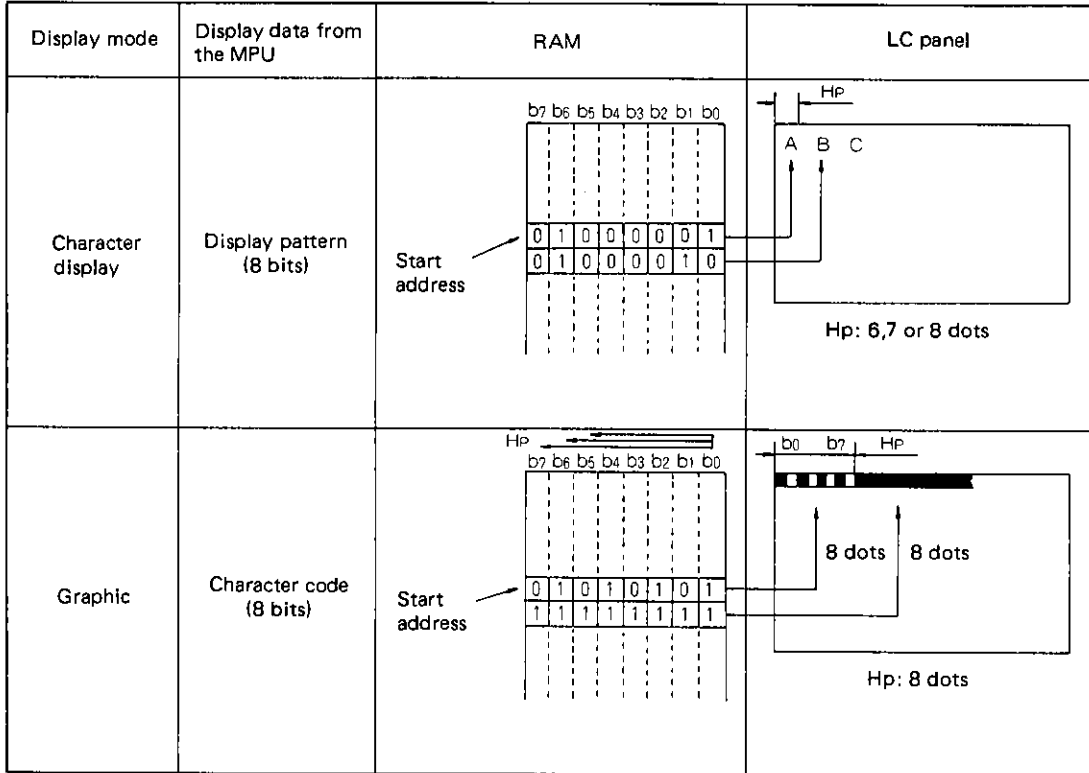 Display mode
Display data from
the MPU
RAM
LC panel
Character
display
Display pattern
(8 bits)
b7 b6 b5 b4 b3 b2 b1 b0
Start
address
0 1 0 0 0 0 0 1
0 1 0 0 0 0 1 0
HP
A B C
Hp: 6,7 or 8 dots
Graphic
Character code
(8 bits)
HP
b7 b6 b5 b4 b3 b2 b1 b0
Start
address
0 1 0 1 0 1 0 1
1 1 1 1 1 1 1 1
b0 b7 HP
8 dots 8 dots
Hp: 8 dots